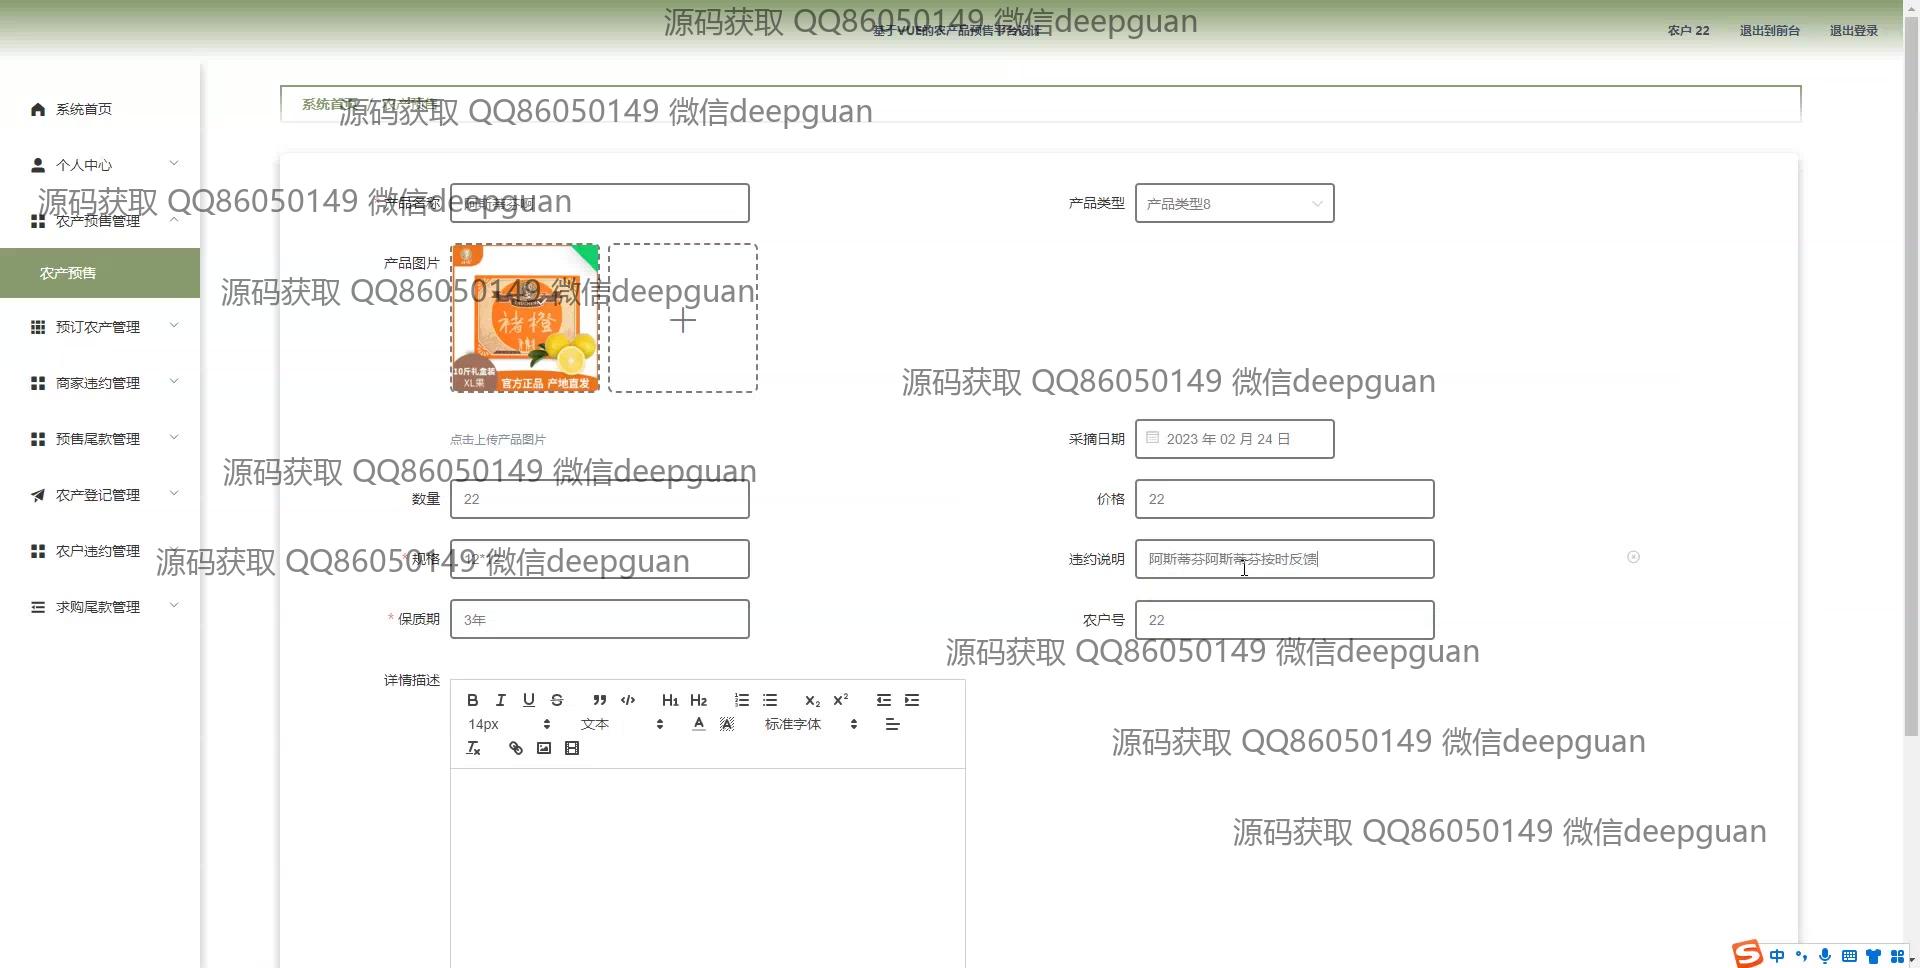 源码获取 QQ86050149 微信deepguan
基于VUE的农产品预售平台设计
农户 22
退出到前台
退出登录
系统首页
个人中心
农产预售管理
农产预售
预订农产管理
商家违约管理
预售尾款管理
农产登记管理
农户违约管理
求购尾款管理
系统首页 / 农产预售
源码获取 QQ86050149 微信deepguan
源码获取 QQ86050149 微信deepguan
* 产品名称
产品类型 产品类型8
产品图片
褚橙
10斤礼盒装
XL果
官方正品 产地直发
源码获取 QQ86050149 微信deepguan
源码获取 QQ86050149 微信deepguan
点击上传产品图片
采摘日期 2023 年 02 月 24 日
源码获取 QQ86050149 微信deepguan
数量 22
价格 22
* 规格
违约说明 阿斯蒂芬阿斯蒂芬按时反馈
源码获取 QQ86050149 微信deepguan
* 保质期 3年
农户号 22
源码获取 QQ86050149 微信deepguan
详情描述
B I U S ” </> H1 H2 X2 X2
14px 文本 A A 标准字体
Tx
源码获取 QQ86050149 微信deepguan
源码获取 QQ86050149 微信deepguan
S 中